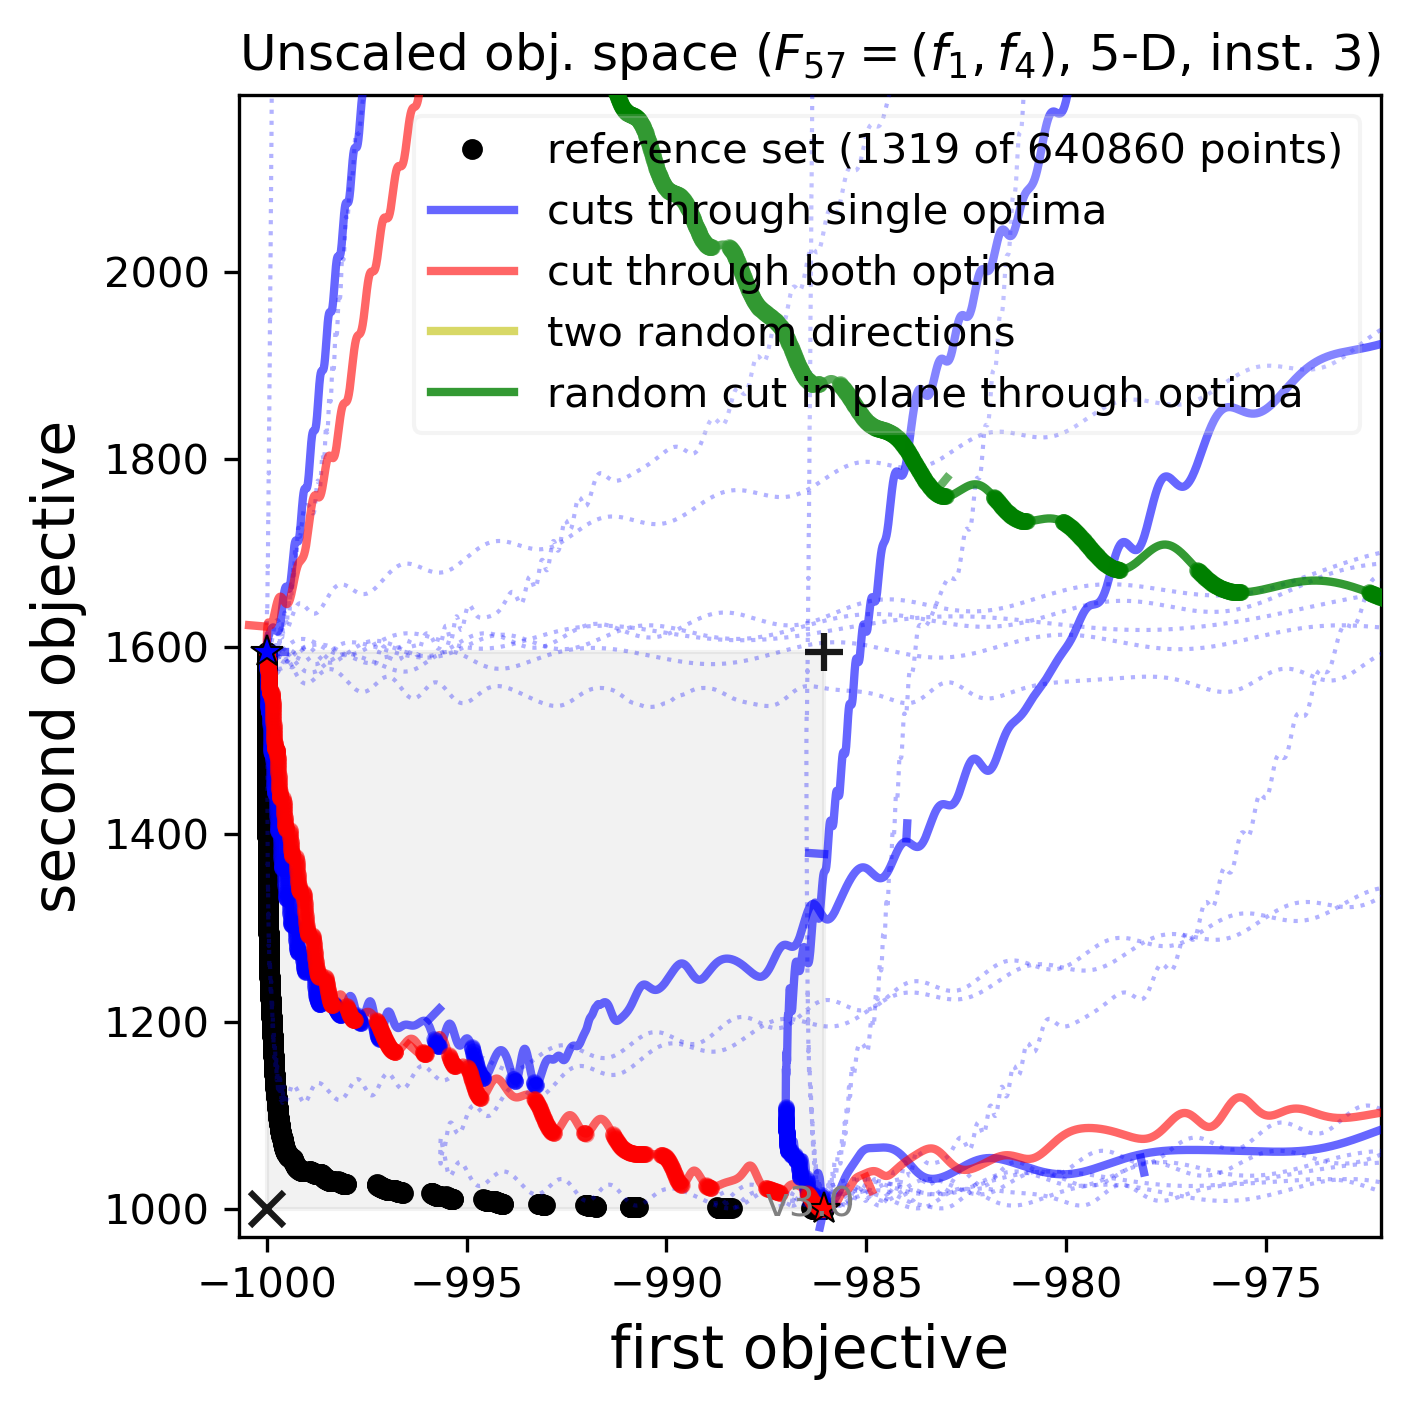 Unscaled obj. space (F57 = (f1, f4), 5-D, inst. 3)
reference set (1319 of 640860 points)
cuts through single optima
cut through both optima
two random directions
random cut in plane through optima
second objective
2000
1800
1600
1400
1200
1000
v3.0
−1000
−995
−990
−985
−980
−975
first objective